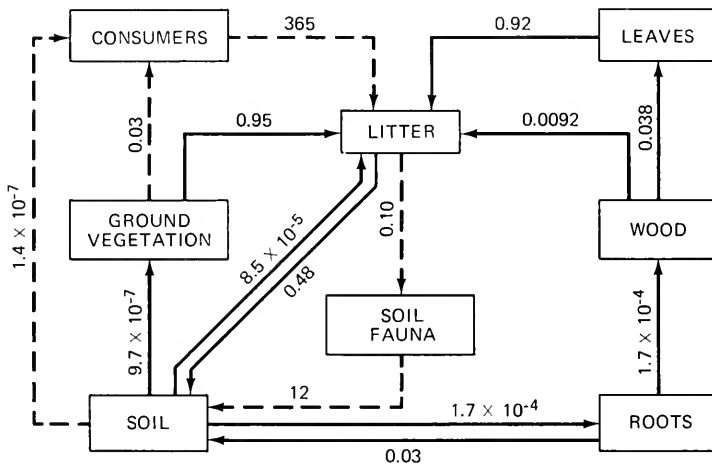 CONSUMERS
365
0.92
LEAVES
LITTER
0.03
0.95
0.0092
0.038
1.4 × 10⁻⁷
GROUND
VEGETATION
8.5 × 10⁻⁵
0.48
0.10
WOOD
9.7 × 10⁻⁷
SOIL
FAUNA
1.7 × 10⁻⁴
12
SOIL
1.7 × 10⁻⁴
ROOTS
0.03